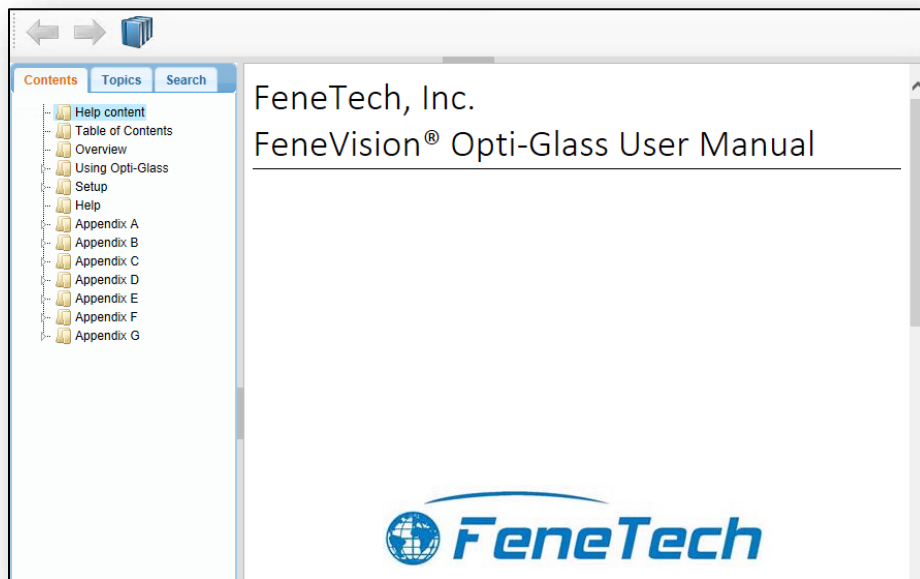 Contents Topics Search
Help content
Table of Contents
Overview
Using Opti-Glass
Setup
Help
Appendix A
Appendix B
Appendix C
Appendix D
Appendix E
Appendix F
Appendix G
FeneTech, Inc.
FeneVision® Opti-Glass User Manual
FeneTech